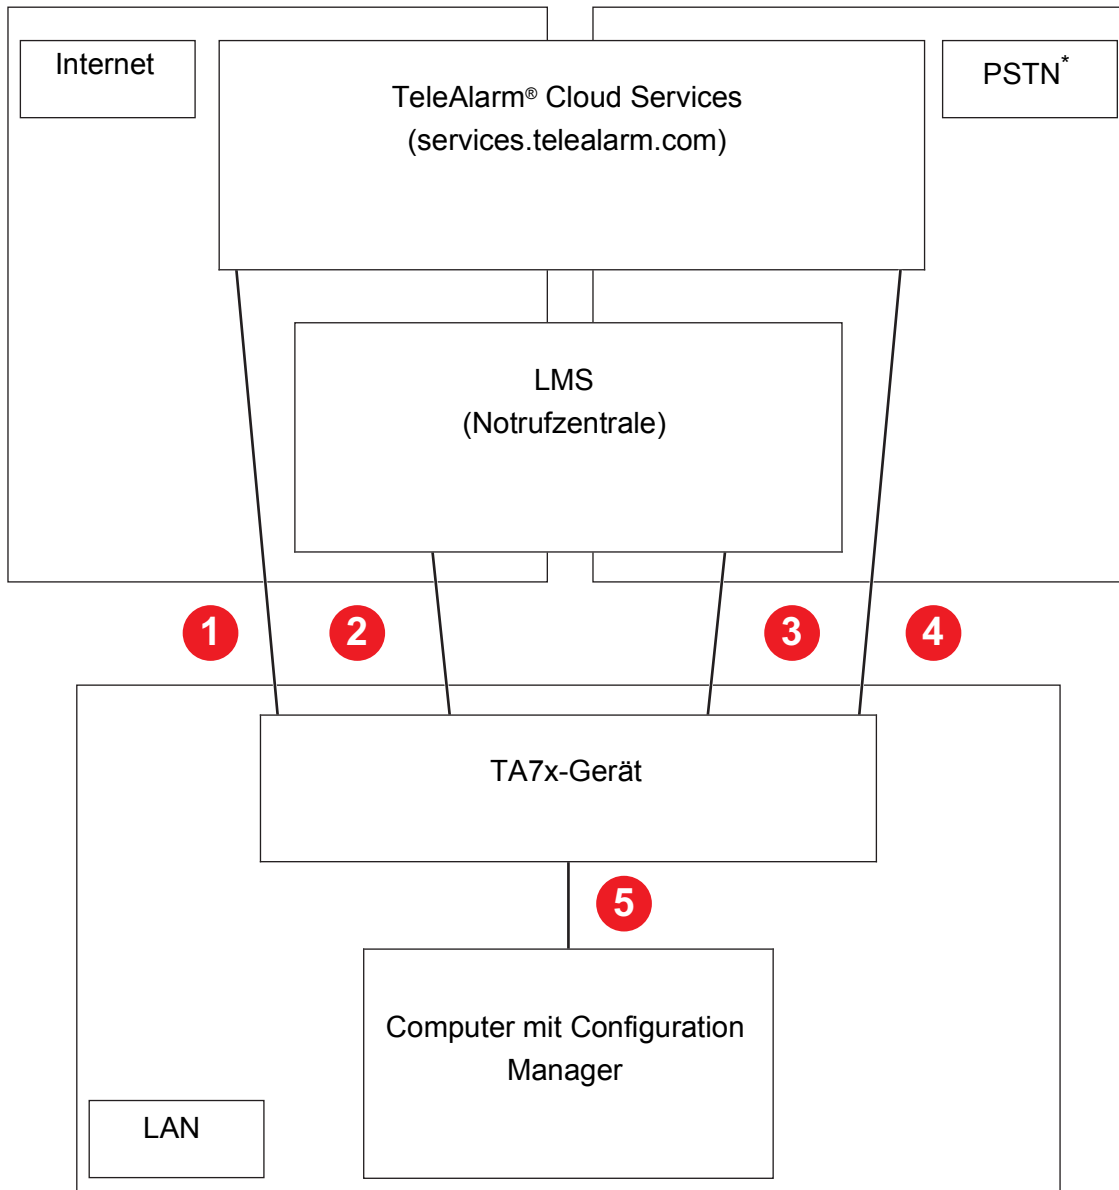 Internet
PSTN*
TeleAlarm® Cloud Services
(services.telealarm.com)
LMS
(Notrufzentrale)
1
2
3
4
TA7x-Gerät
5
Computer mit Configuration
Manager
LAN